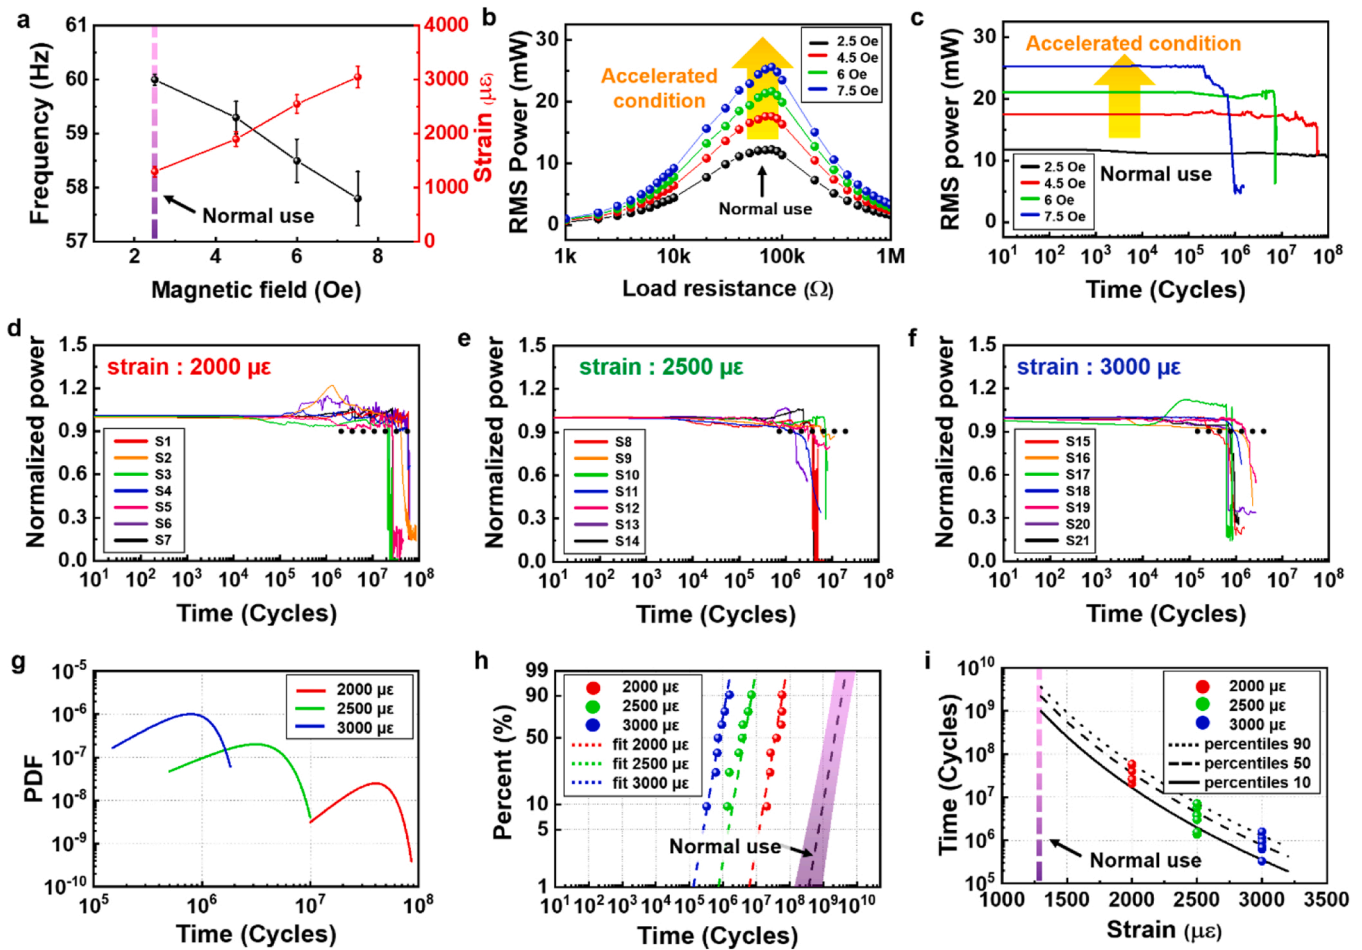 a
Frequency (Hz)
61
60
59
58
57
2
4
6
8
Magnetic field (Oe)
Normal use
4000
3000
2000
1000
0
Strain (με)
b
RMS Power (mW)
30
20
10
0
1k
10k
100k
1M
Load resistance (Ω)
Accelerated
condition
Normal use
2.5 Oe
4.5 Oe
6 Oe
7.5 Oe
c
RMS power (mW)
30
20
10
0
10¹
10²
10³
10⁴
10⁵
10⁶
10⁷
10⁸
Time (Cycles)
Accelerated condition
Normal use
2.5 Oe
4.5 Oe
6 Oe
7.5 Oe
d
Normalized power
1.5
1.2
0.9
0.6
0.3
0.0
10¹
10²
10³
10⁴
10⁵
10⁶
10⁷
10⁸
Time (Cycles)
strain : 2000 με
S1
S2
S3
S4
S5
S6
S7
e
Normalized power
1.5
1.2
0.9
0.6
0.3
0.0
10¹
10²
10³
10⁴
10⁵
10⁶
10⁷
10⁸
Time (Cycles)
strain : 2500 με
S8
S9
S10
S11
S12
S13
S14
f
Normalized power
1.5
1.2
0.9
0.6
0.3
0.0
10¹
10²
10³
10⁴
10⁵
10⁶
10⁷
10⁸
Time (Cycles)
strain : 3000 με
S15
S16
S17
S18
S19
S20
S21
g
PDF
10⁻⁵
10⁻⁶
10⁻⁷
10⁻⁸
10⁻⁹
10⁻¹⁰
10⁵
10⁶
10⁷
10⁸
Time (Cycles)
2000 με
2500 με
3000 με
h
Percent (%)
99
90
50
10
5
1
10¹
10²
10³
10⁴
10⁵
10⁶
10⁷
10⁸
10⁹
10¹⁰
Time (Cycles)
2000 με
2500 με
3000 με
fit 2000 με
fit 2500 με
fit 3000 με
Normal use
i
Time (Cycles)
10¹⁰
10⁹
10⁸
10⁷
10⁶
10⁵
1000
1500
2000
2500
3000
3500
Strain (με)
2000 με
2500 με
3000 με
percentiles 90
percentiles 50
percentiles 10
Normal use